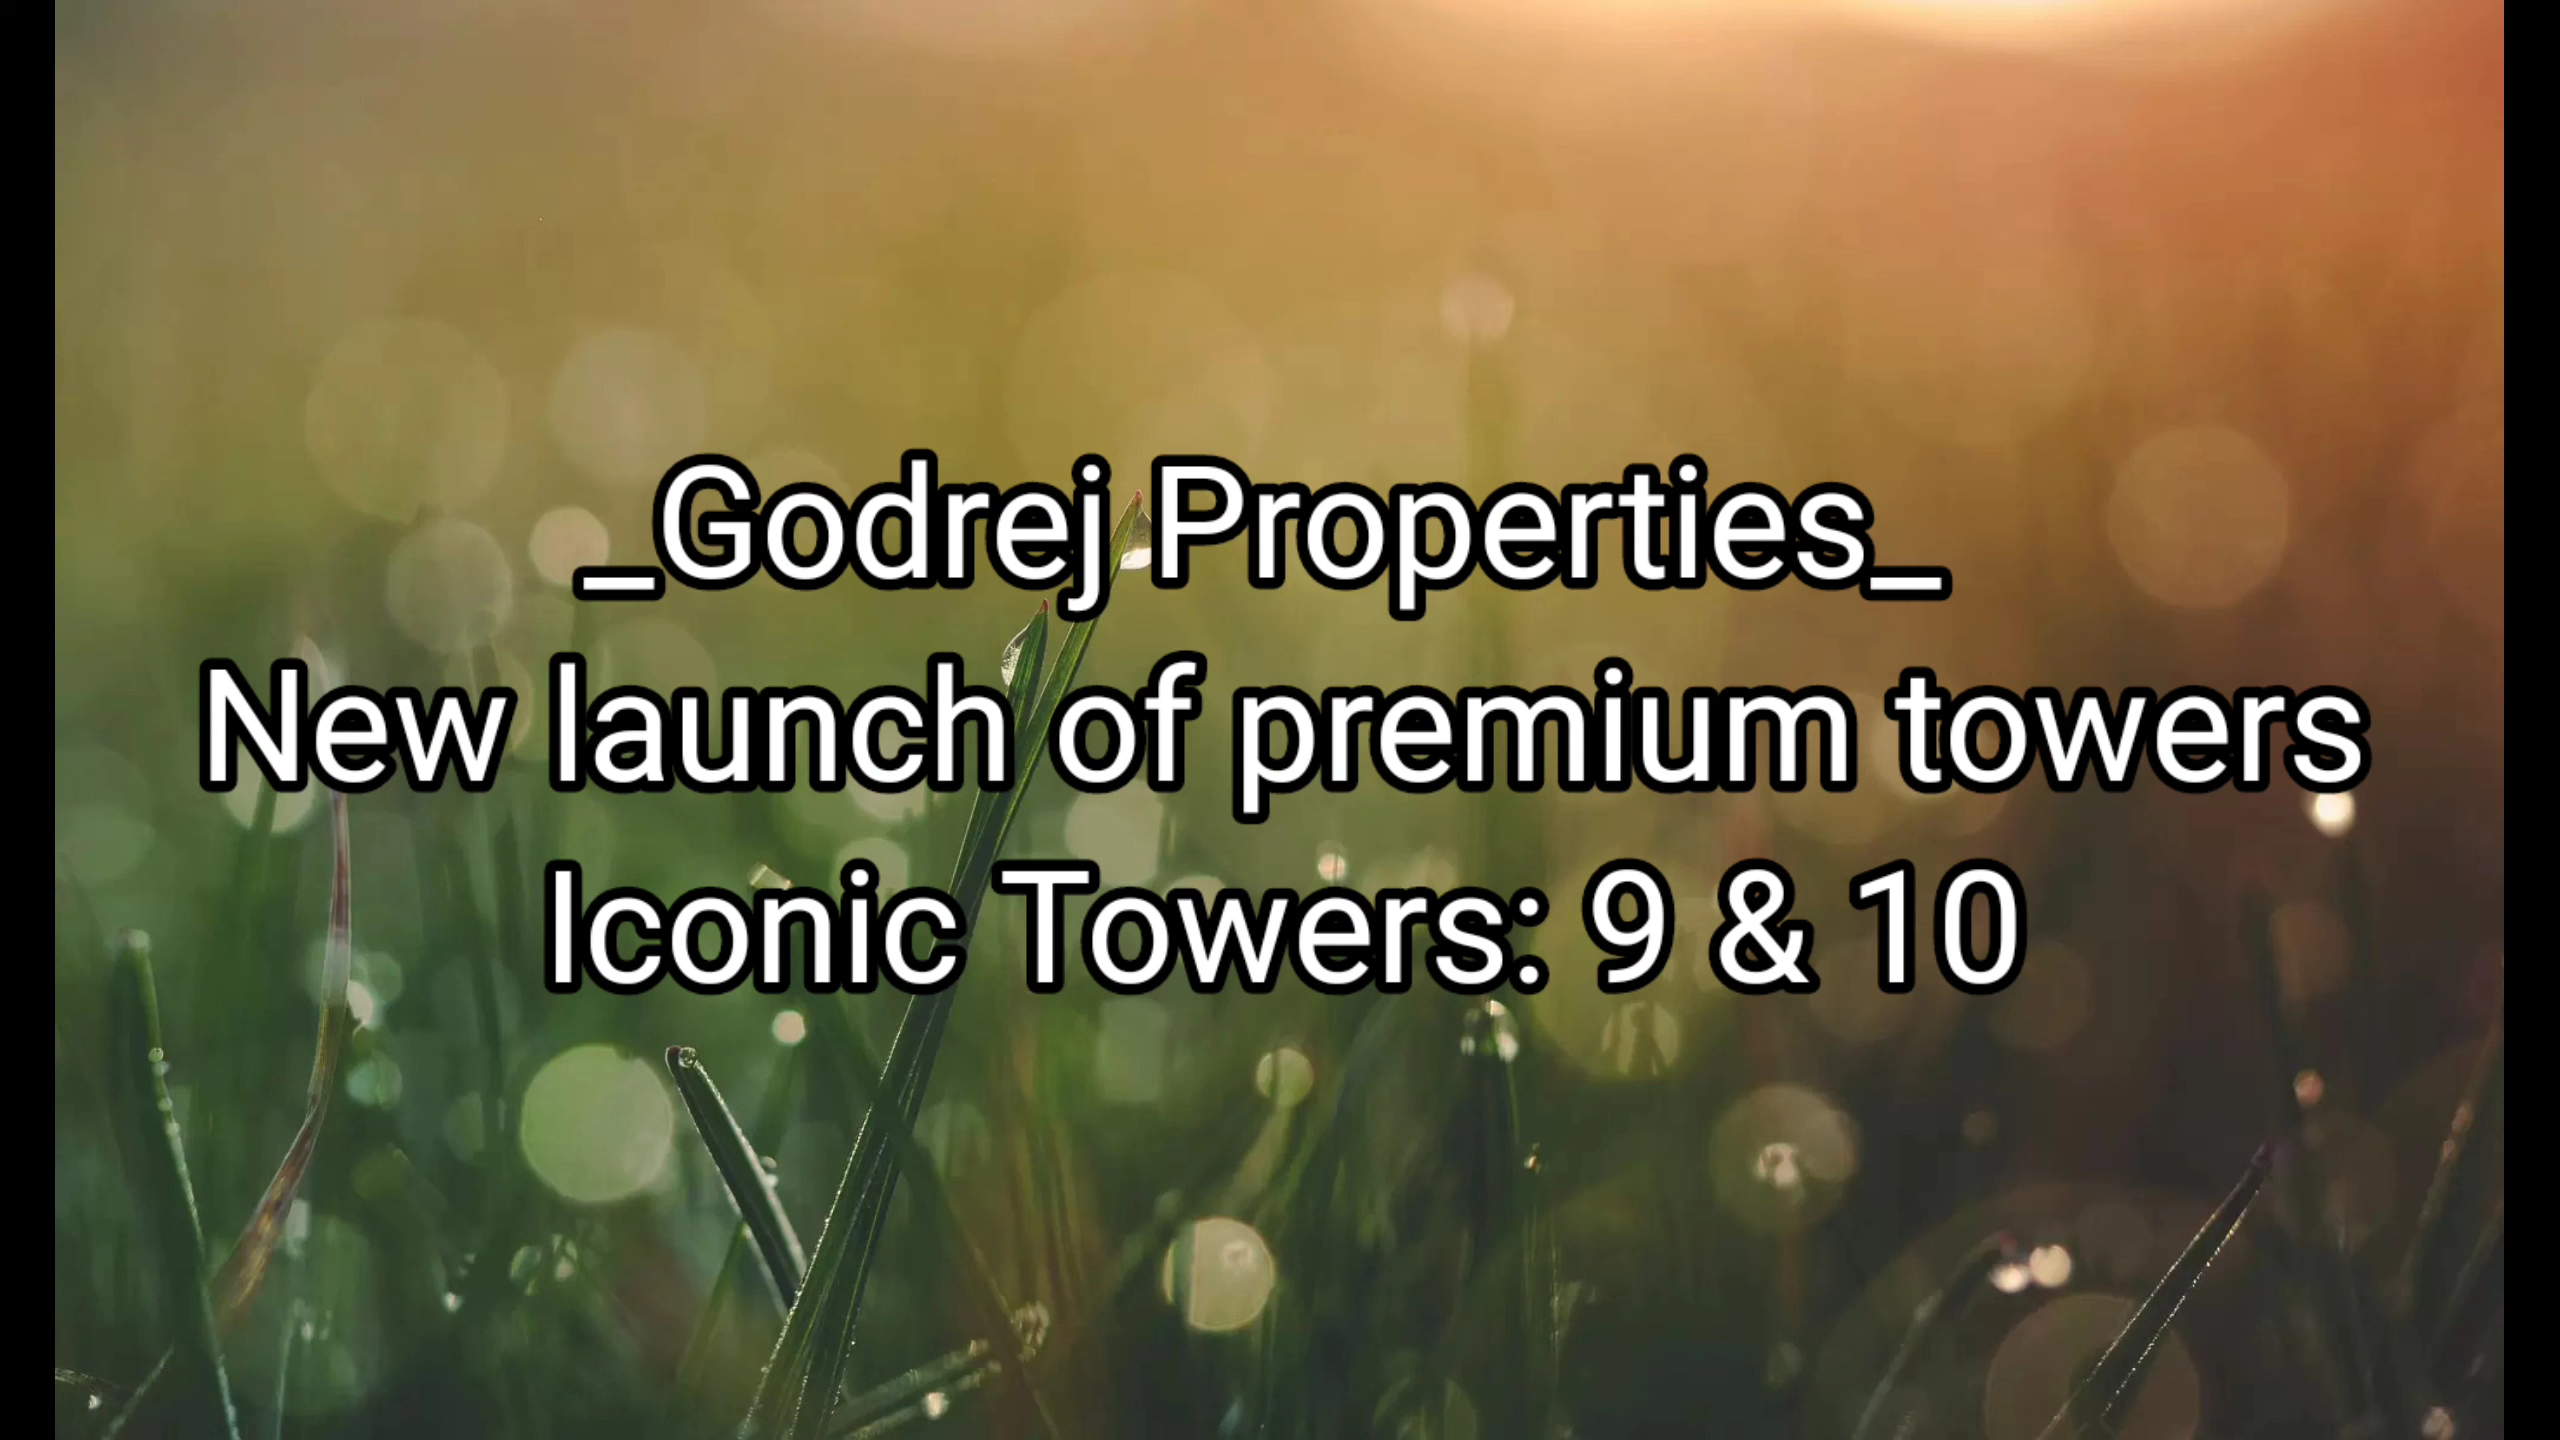 _Godrej Properties_
New launch of premium towers
Iconic Towers: 9 & 10